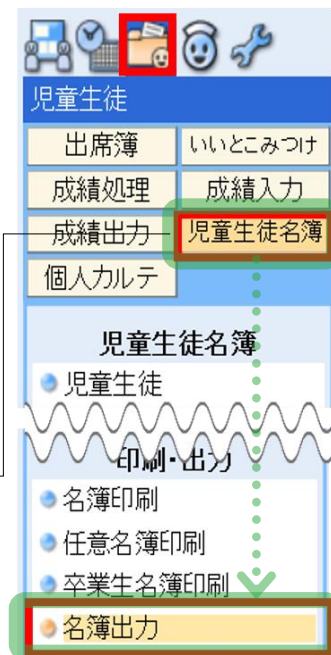 児童生徒
出席簿 いいとこみつけ
成績処理 成績入力
成績出力 児童生徒名簿
個人カルテ
児童生徒名簿
児童生徒
印刷・出力
名簿印刷
任意名簿印刷
卒業生名簿印刷
名簿出力